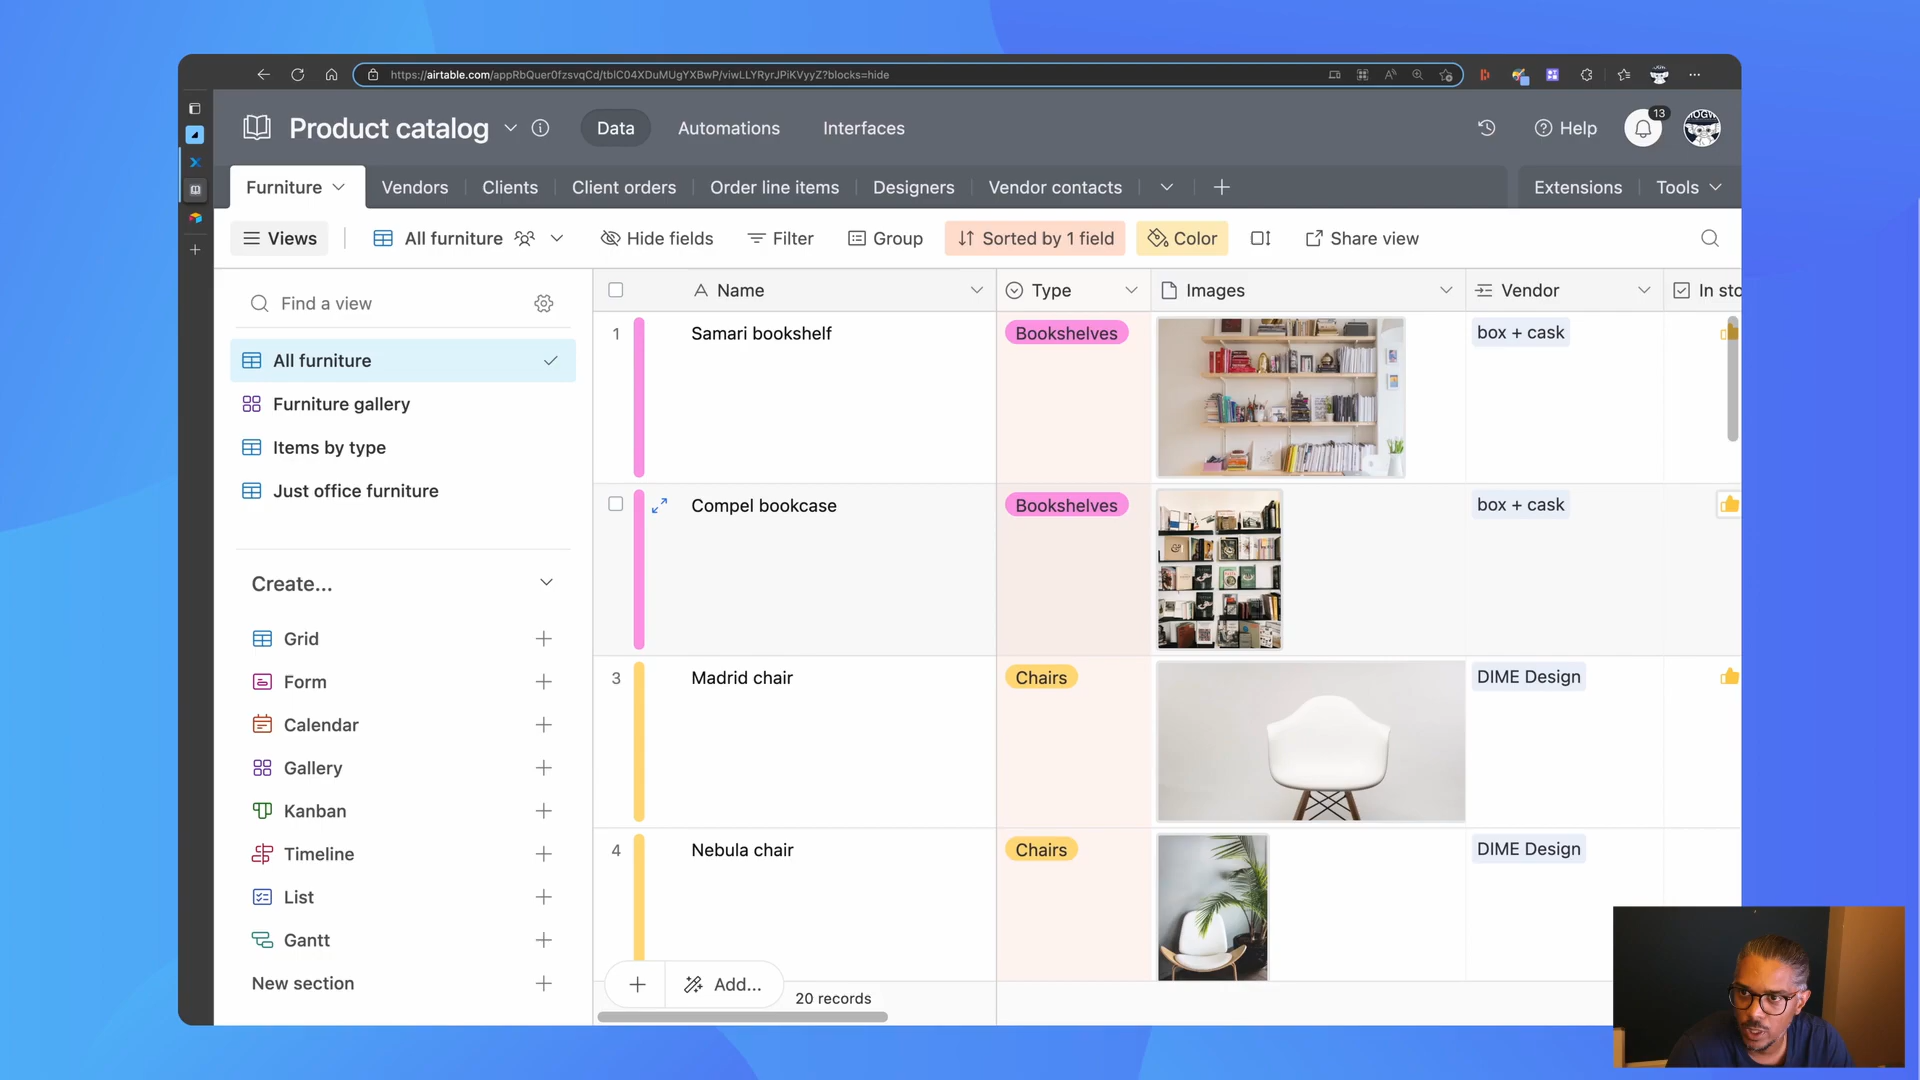 https://airtable.com/appRbQuer0fzsvqCd/tblC04XDuMUgYXBwP/viwLLYRyrJPiKVyyZ?blocks=hide
Product catalog
Data
Automations
Interfaces
Help
13
Furniture
Vendors
Clients
Client orders
Order line items
Designers
Vendor contacts
Extensions
Tools
Views
All furniture
Hide fields
Filter
Group
Sorted by 1 field
Color
Share view
Find a view
All furniture
Furniture gallery
Items by type
Just office furniture
Create...
Grid
Form
Calendar
Gallery
Kanban
Timeline
List
Gantt
New section
Name
Type
Images
Vendor
In sto
1
Samari bookshelf
Bookshelves
box + cask
Compel bookcase
Bookshelves
box + cask
3
Madrid chair
Chairs
DIME Design
4
Nebula chair
Chairs
DIME Design
Add...
20 records